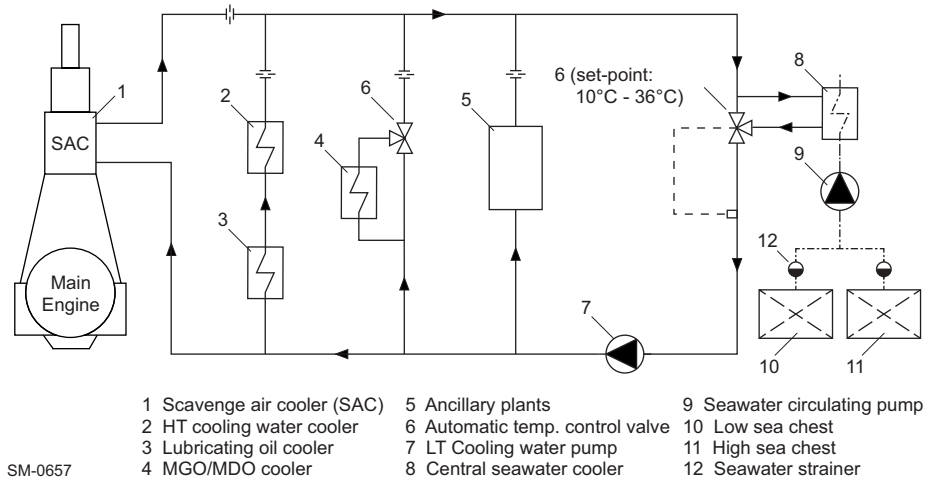 1
SAC
Main
Engine
2
3
4
6
5
6 (set-point:
10°C - 36°C)
8
9
7
12
10
11
1 Scavenge air cooler (SAC)
2 HT cooling water cooler
3 Lubricating oil cooler
4 MGO/MDO cooler
5 Ancillary plants
6 Automatic temp. control valve
7 LT Cooling water pump
8 Central seawater cooler
9 Seawater circulating pump
10 Low sea chest
11 High sea chest
12 Seawater strainer
SM-0657